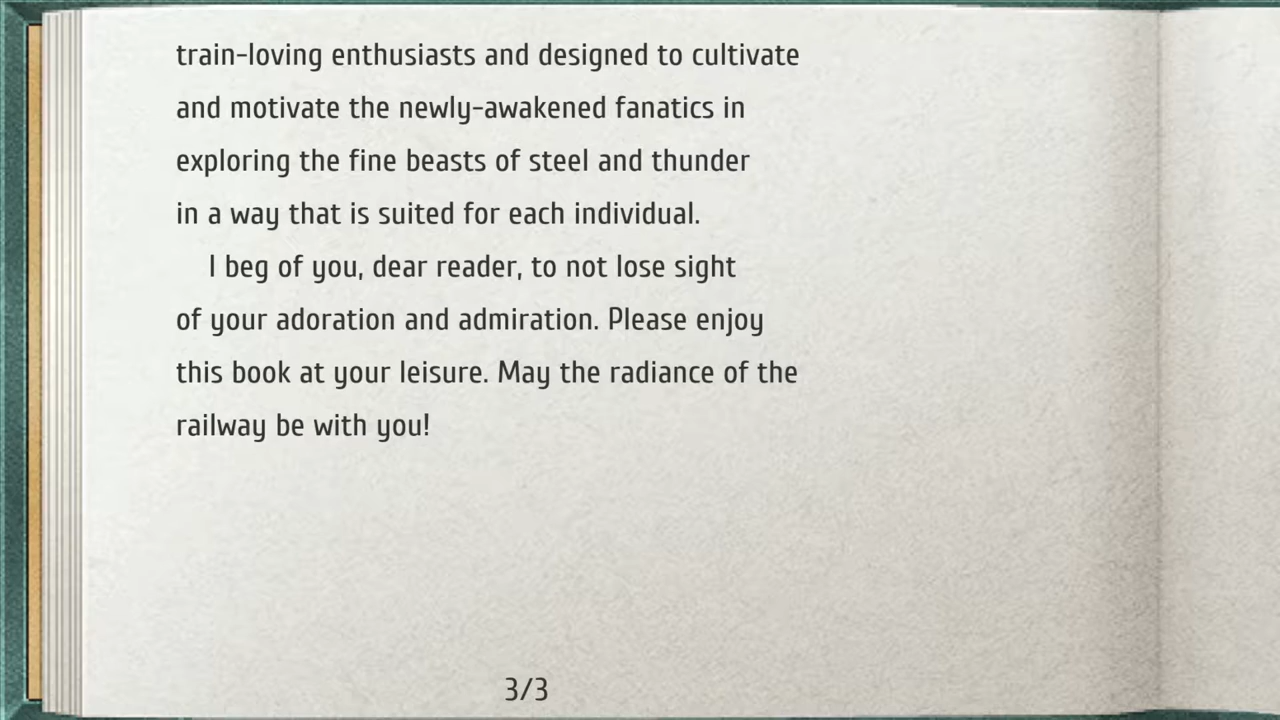 train-loving enthusiasts and designed to cultivate
and motivate the newly-awakened fanatics in
exploring the fine beasts of steel and thunder
in a way that is suited for each individual.
I beg of you, dear reader, to not lose sight
of your adoration and admiration. Please enjoy
this book at your leisure. May the radiance of the
railway be with you!
3/3